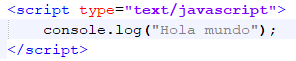 <script type="text/javascript">
console.log("Hola mundo");
</script>